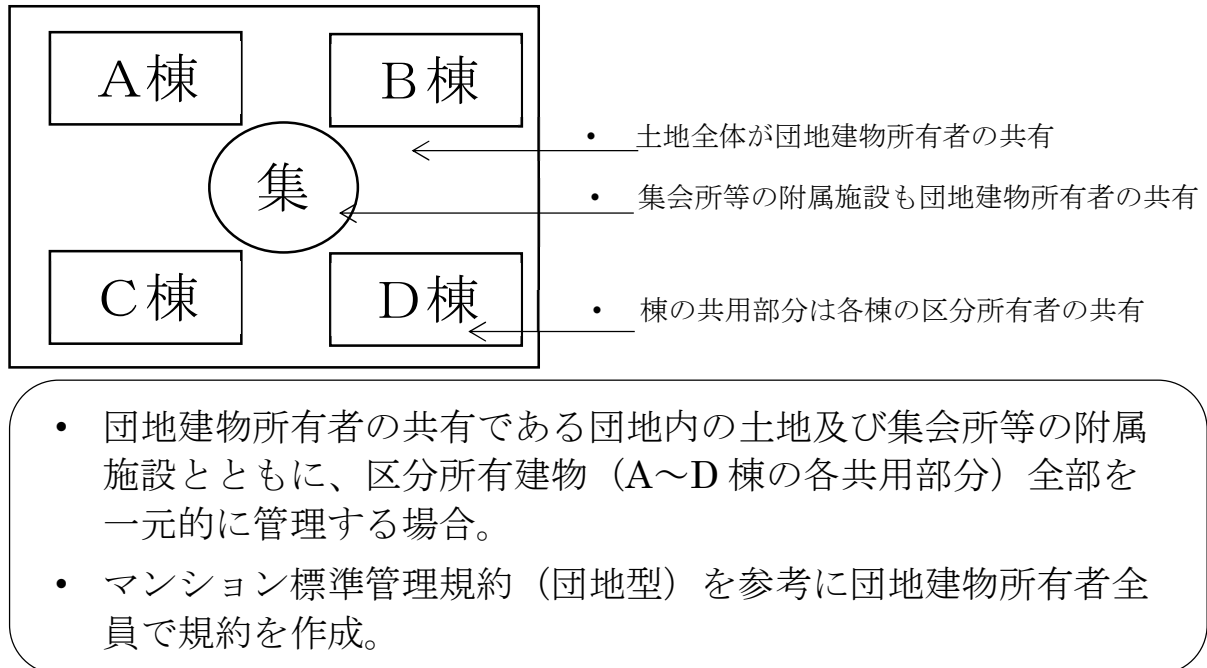 A棟
B棟
集
C棟
D棟
• 土地全体が団地建物所有者の共有
• 集会所等の附属施設も団地建物所有者の共有
• 棟の共用部分は各棟の区分所有者の共有
• 団地建物所有者の共有である団地内の土地及び集会所等の附属
施設とともに、区分所有建物（A～D 棟の各共用部分）全部を
一元的に管理する場合。
• マンション標準管理規約（団地型）を参考に団地建物所有者全
員で規約を作成。